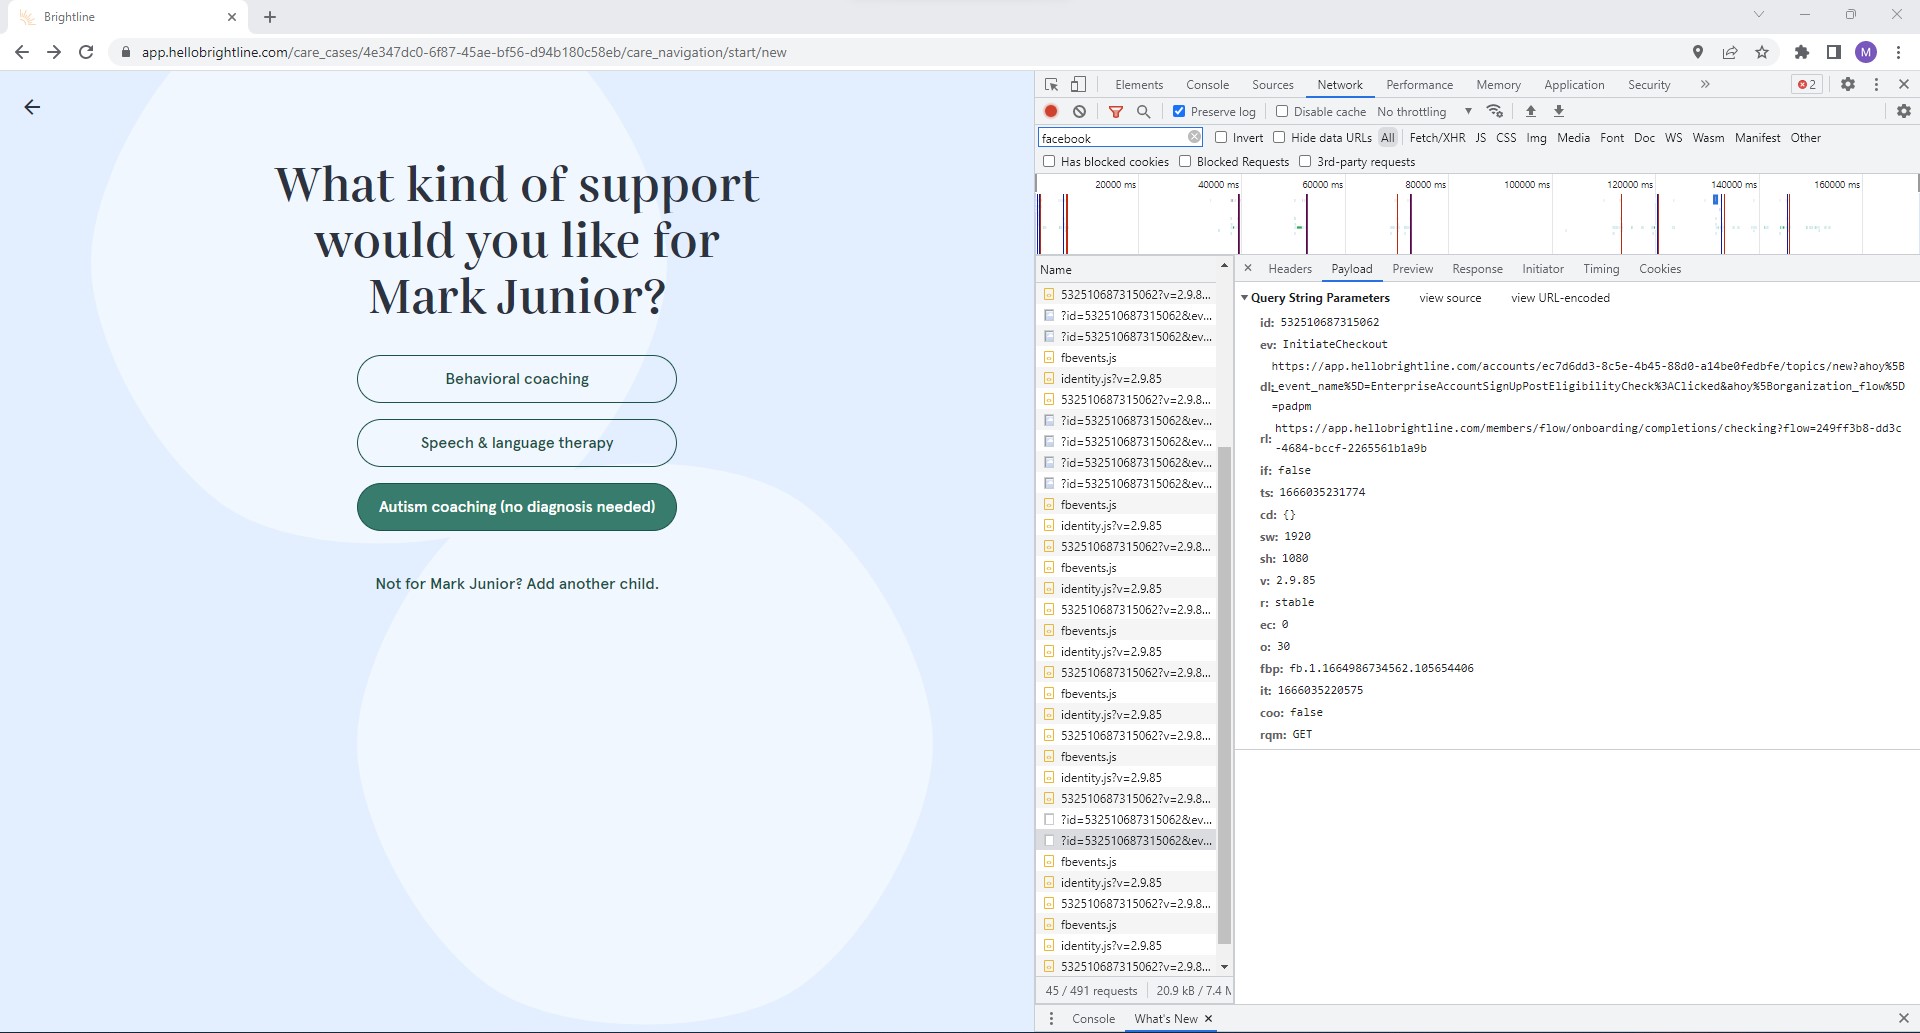 Brightline
app.hellobrightline.com/care_cases/4e347dc0-6f87-45ae-bf56-d94b180c58eb/care_navigation/start/new
M
What kind of support
would you like for
Mark Junior?
Behavioral coaching
Speech & language therapy
Autism coaching (no diagnosis needed)
Not for Mark Junior? Add another child.
Elements Console Sources Network Performance Memory Application Security 2
Preserve log Disable cache No throttling
facebook Invert Hide data URLs All Fetch/XHR JS CSS Img Media Font Doc WS Wasm Manifest Other
Has blocked cookies Blocked Requests 3rd-party requests
20000 ms 40000 ms 60000 ms 80000 ms 100000 ms 120000 ms 140000 ms 160000 ms
Name
532510687315062?v=2.9.8...
?id=532510687315062&ev...
?id=532510687315062&ev...
fbevents.js
identity.js?v=2.9.85
532510687315062?v=2.9.8...
?id=532510687315062&ev...
?id=532510687315062&ev...
?id=532510687315062&ev...
?id=532510687315062&ev...
fbevents.js
identity.js?v=2.9.85
532510687315062?v=2.9.8...
fbevents.js
identity.js?v=2.9.85
532510687315062?v=2.9.8...
fbevents.js
identity.js?v=2.9.85
532510687315062?v=2.9.8...
fbevents.js
identity.js?v=2.9.85
532510687315062?v=2.9.8...
fbevents.js
identity.js?v=2.9.85
532510687315062?v=2.9.8...
?id=532510687315062&ev...
?id=532510687315062&ev...
fbevents.js
identity.js?v=2.9.85
532510687315062?v=2.9.8...
fbevents.js
identity.js?v=2.9.85
532510687315062?v=2.9.8...
45 / 491 requests 20.9 kB / 7.4 M
Headers Payload Preview Response Initiator Timing Cookies
Query String Parameters view source view URL-encoded
id: 532510687315062
ev: InitiateCheckout
https://app.hellobrightline.com/accounts/ec7d6dd3-8c5e-4b45-88d0-a14be0fedbfe/topics/new?ahoy%5B
dl: _event_name%5D=EnterpriseAccountSignUpPostEligibilityCheck%3AClicked&ahoy%5Borganization_flow%5D
=padpm
https://app.hellobrightline.com/members/flow/onboarding/completions/checking?flow=249ff3b8-dd3c
rl: -4684-bccf-2265561b1a9b
if: false
ts: 1666035231774
cd: {}
sw: 1920
sh: 1080
v: 2.9.85
r: stable
ec: 0
o: 30
fbp: fb.1.1664986734562.105654406
it: 1666035220575
coo: false
rqm: GET
Console What's New